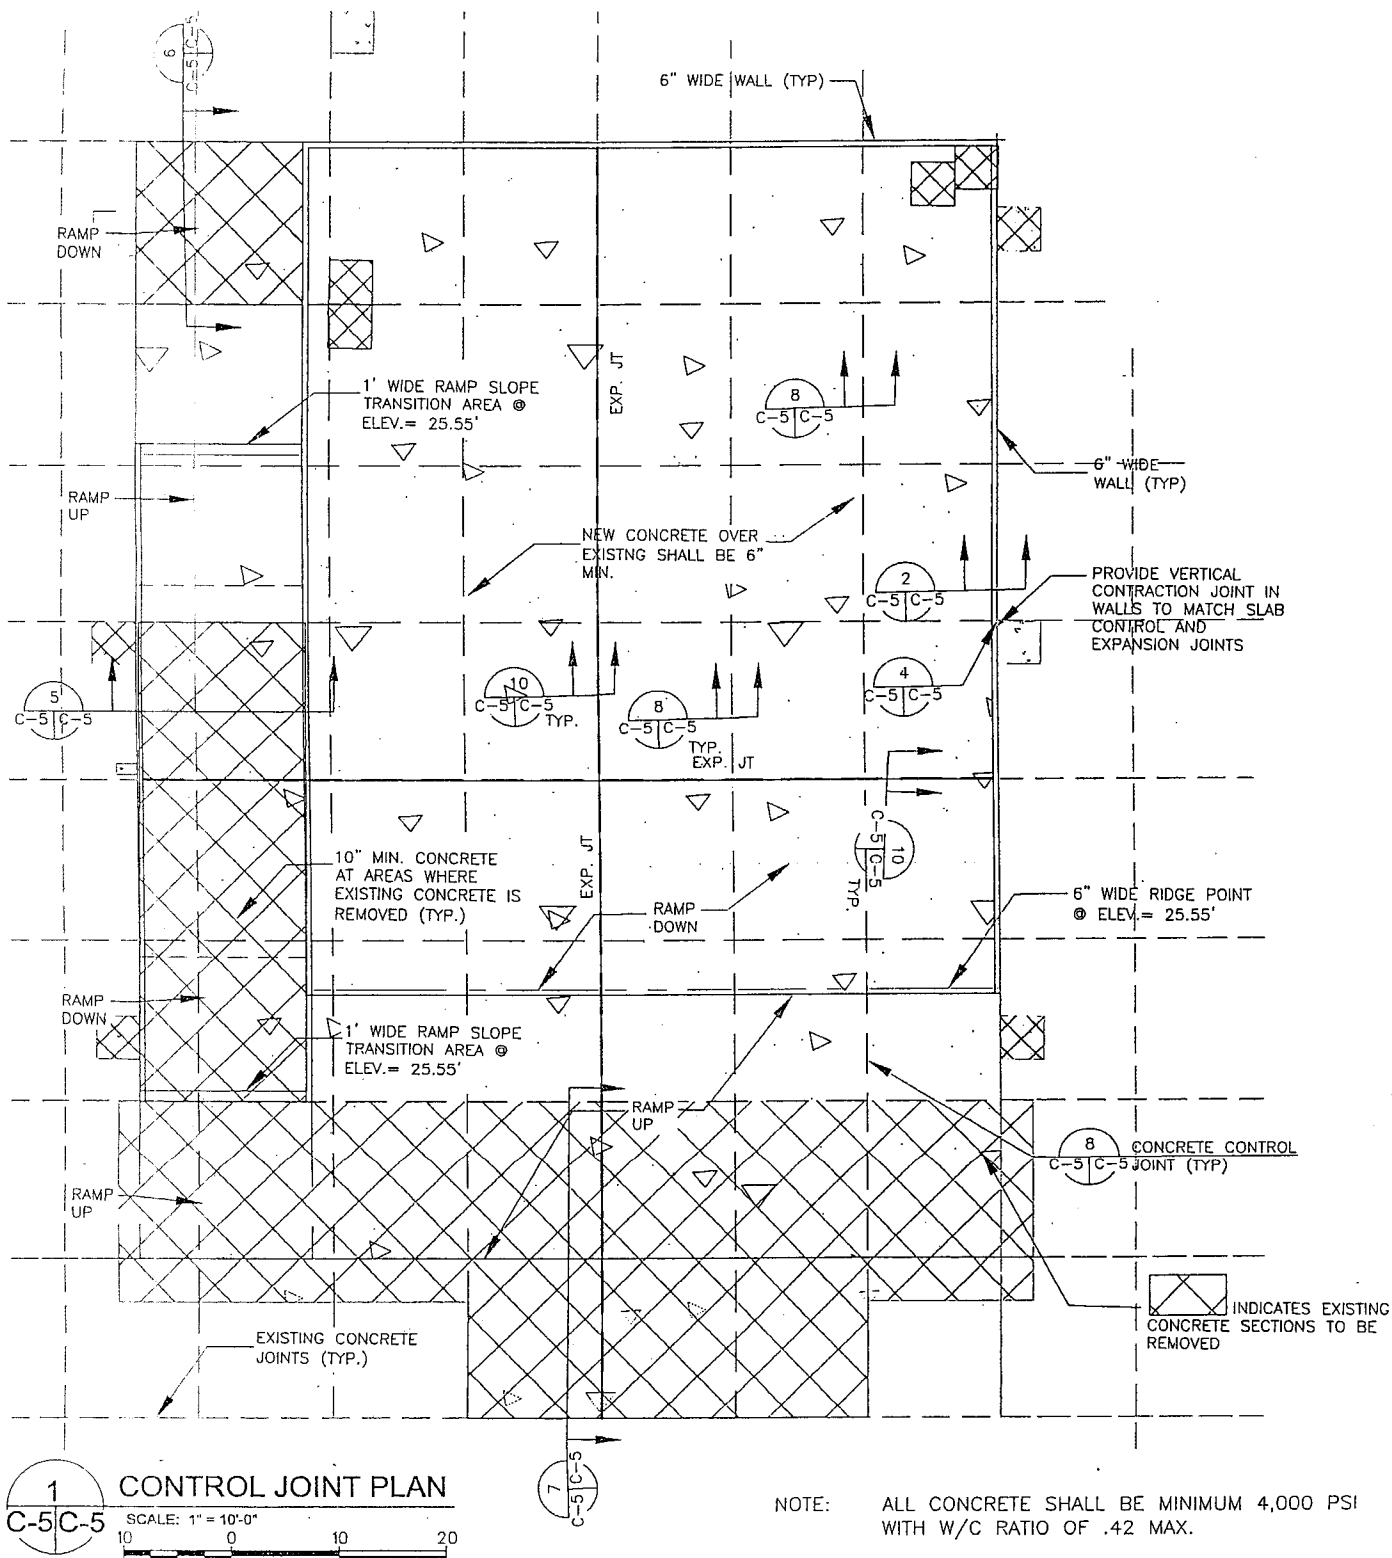 6
C-5 C-5
6" WIDE WALL (TYP)
RAMP
DOWN
1' WIDE RAMP SLOPE
TRANSITION AREA @
ELEV.= 25.55'
EXP. JT
8
C-5 C-5
6" WIDE
WALL (TYP)
RAMP
UP
NEW CONCRETE OVER
EXISTNG SHALL BE 6"
MIN.
2
C-5 C-5
PROVIDE VERTICAL
CONTRACTION JOINT IN
WALLS TO MATCH SLAB
CONTROL AND
EXPANSION JOINTS
4
C-5 C-5
5
C-5 C-5
10
C-5 C-5
TYP.
8
C-5 C-5
TYP.
EXP. JT
10
C-5 C-5
TYP.
EXP. JT
10" MIN. CONCRETE
AT AREAS WHERE
EXISTING CONCRETE IS
REMOVED (TYP.)
RAMP
DOWN
6" WIDE RIDGE POINT
@ ELEV.= 25.55'
RAMP
DOWN
1' WIDE RAMP SLOPE
TRANSITION AREA @
ELEV.= 25.55'
RAMP
UP
8
C-5 C-5
CONCRETE CONTROL
JOINT (TYP)
RAMP
UP
INDICATES EXISTING
CONCRETE SECTIONS TO BE
REMOVED
EXISTING CONCRETE
JOINTS (TYP.)
7
C-5 C-5
1
C-5 C-5
CONTROL JOINT PLAN
SCALE: 1" = 10'-0"
10 0 10 20
NOTE: ALL CONCRETE SHALL BE MINIMUM 4,000 PSI
WITH W/C RATIO OF .42 MAX.